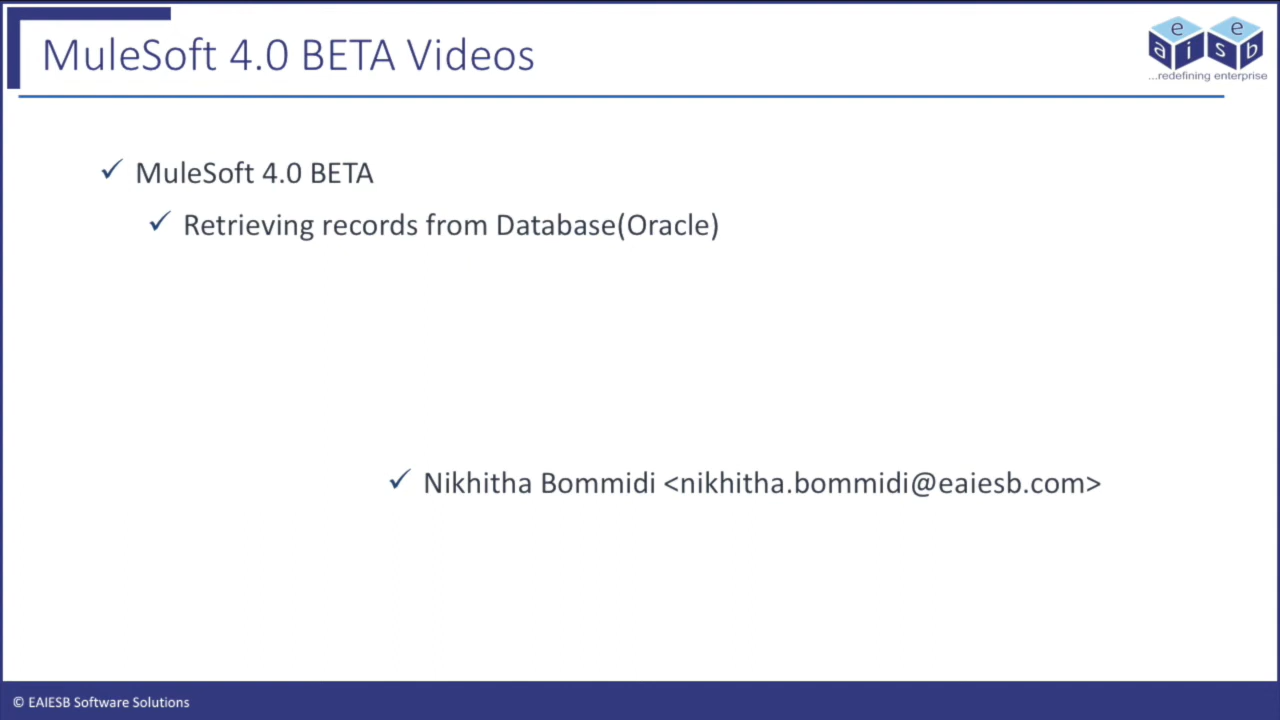 MuleSoft 4.0 BETA Videos
e e
a i s b
...redefining enterprise
MuleSoft 4.0 BETA
Retrieving records from Database(Oracle)
Nikhitha Bommidi <nikhitha.bommidi@eaiesb.com>
© EAIESB Software Solutions